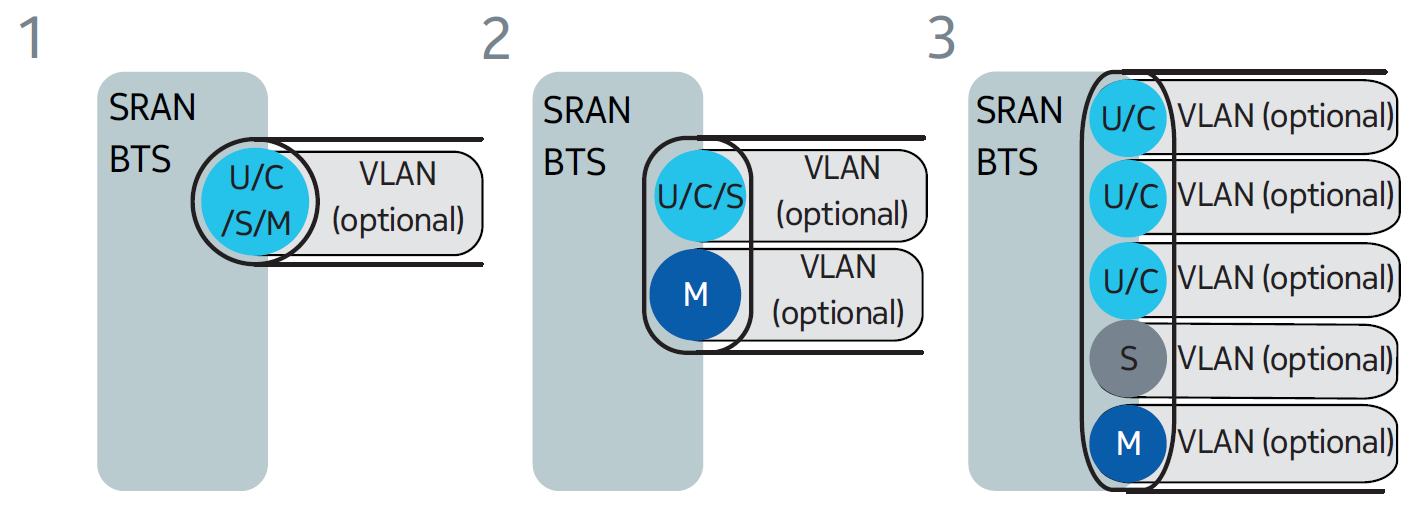 1
SRAN
BTS
U/C
/S/M
VLAN
(optional)
2
SRAN
BTS
U/C/S
VLAN
(optional)
M
VLAN
(optional)
3
SRAN
BTS
U/C
VLAN (optional)
U/C
VLAN (optional)
U/C
VLAN (optional)
S
VLAN (optional)
M
VLAN (optional)